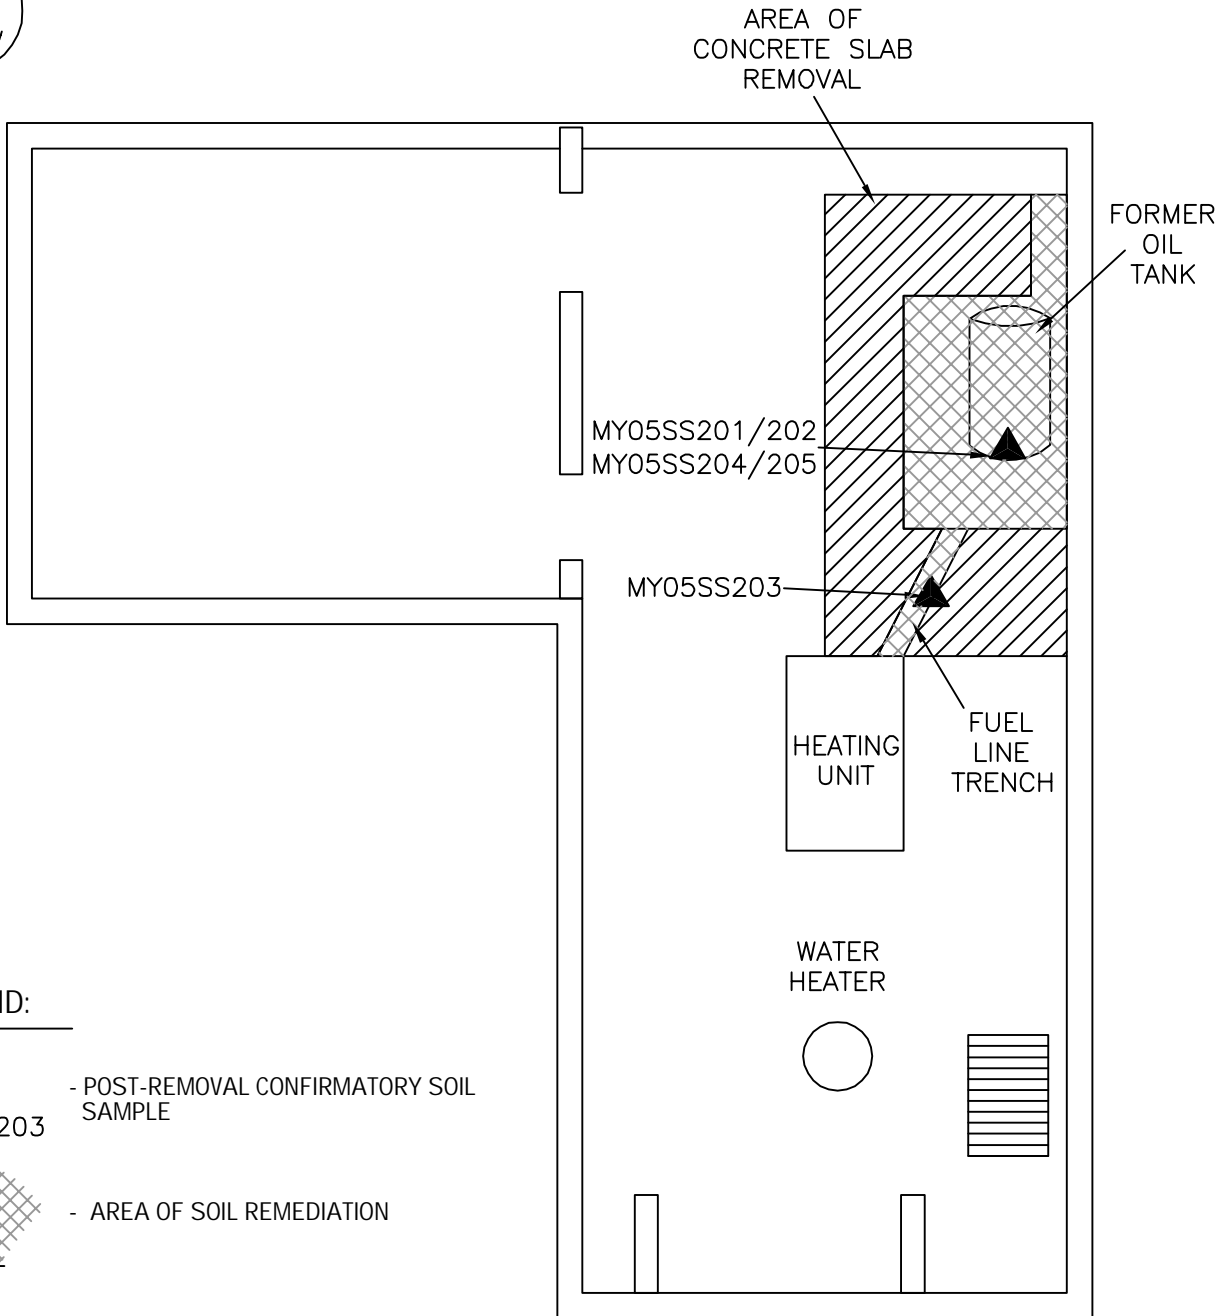 AREA OF
CONCRETE SLAB
REMOVAL
FORMER
OIL
TANK
MY05SS201/202
MY05SS204/205
MY05SS203
FUEL
LINE
TRENCH
HEATING
UNIT
WATER
HEATER
- POST-REMOVAL CONFIRMATORY SOIL
SAMPLE
- AREA OF SOIL REMEDIATION